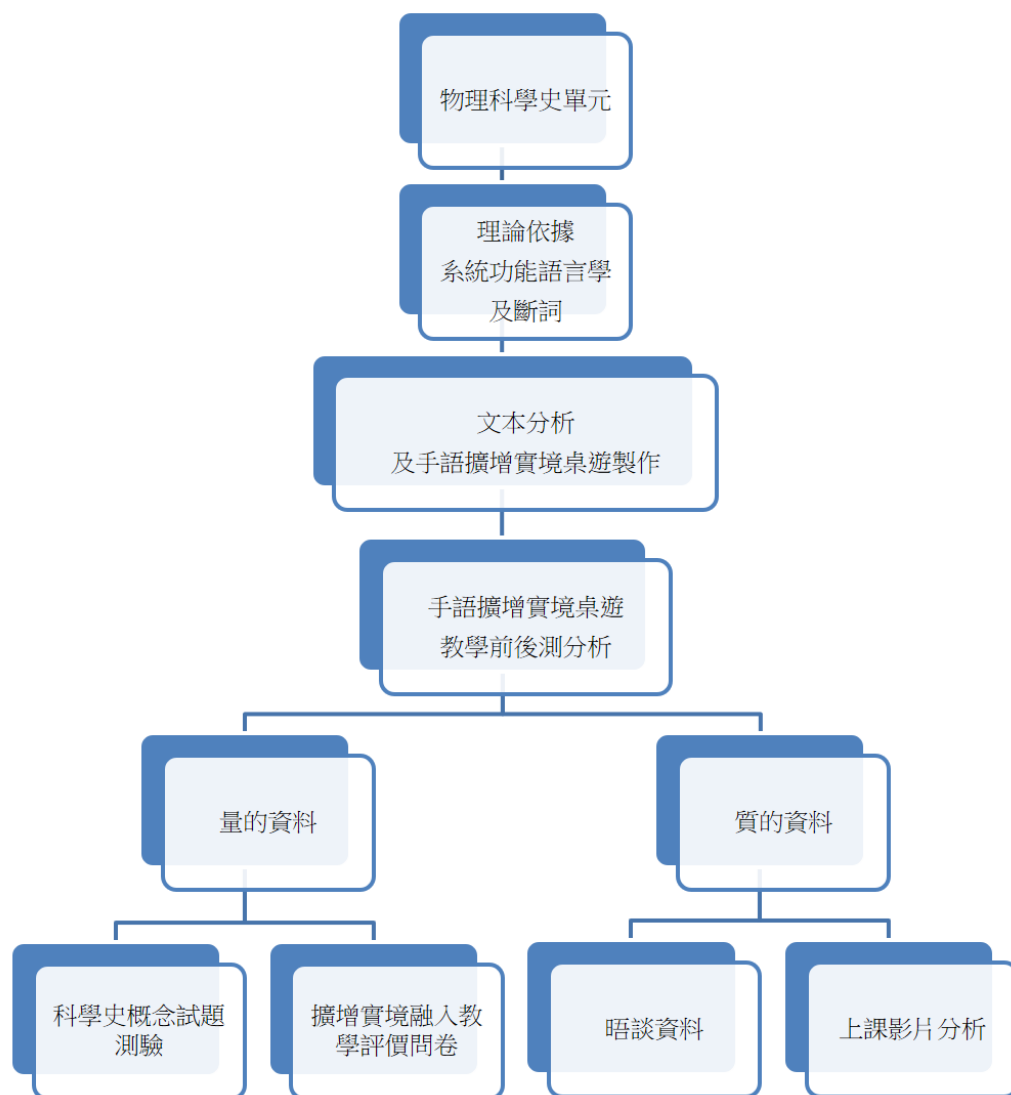 物理科學史單元
理論依據
系統功能語言學
及斷詞
文本分析
及手語擴增實境桌遊製作
手語擴增實境桌遊
教學前後測分析
量的資料
質的資料
科學史概念試題
測驗
擴增實境融入教
學評價問卷
晤談資料
上課影片分析